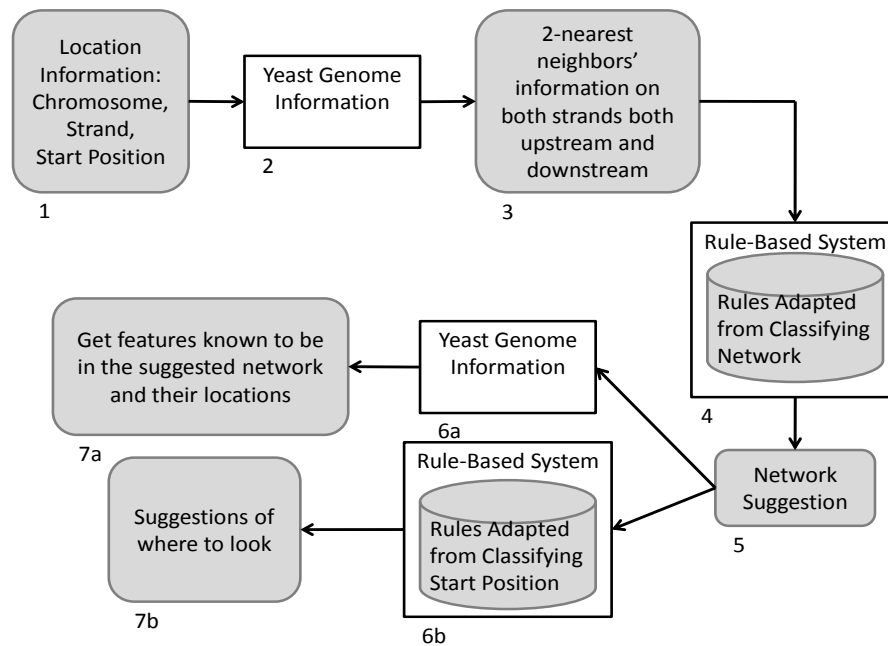 Location
Information:
Chromosome,
Strand,
Start Position
1
Yeast Genome
Information
2
2-nearest
neighbors’
information on
both strands both
upstream and
downstream
3
Rule-Based System
Rules Adapted
from Classifying
Network
4
Network
Suggestion
5
Yeast Genome
Information
6a
Get features known to be
in the suggested network
and their locations
7a
Rule-Based System
Rules Adapted
from Classifying
Start Position
6b
Suggestions of
where to look
7b